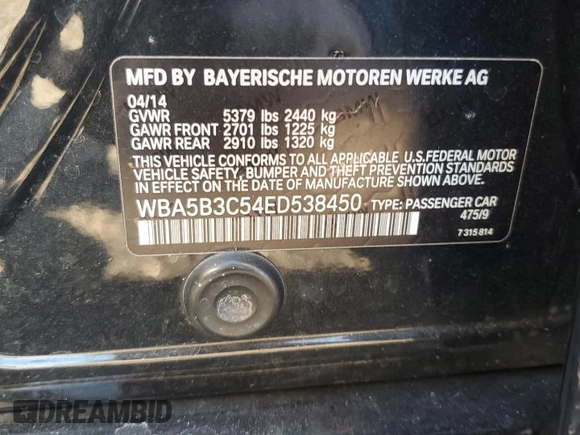 MFD BY BAYERISCHE MOTOREN WERKE AG
04/14
GVWR 5379 lbs 2440 kg
GAWR FRONT 2701 lbs 1225 kg
GAWR REAR 2910 lbs 1320 kg
THIS VEHICLE CONFORMS TO ALL APPLICABLE U.S.FEDERAL MOTOR
VEHICLE SAFETY, BUMPER AND THEFT PREVENTION STANDARDS
IN EFFECT ON THE DATE OF MANUFACTURE SHOWN ABOVE.
WBA5B3C54ED538450 TYPE: PASSENGER CAR
475/9
7 315 814
DREAMBID